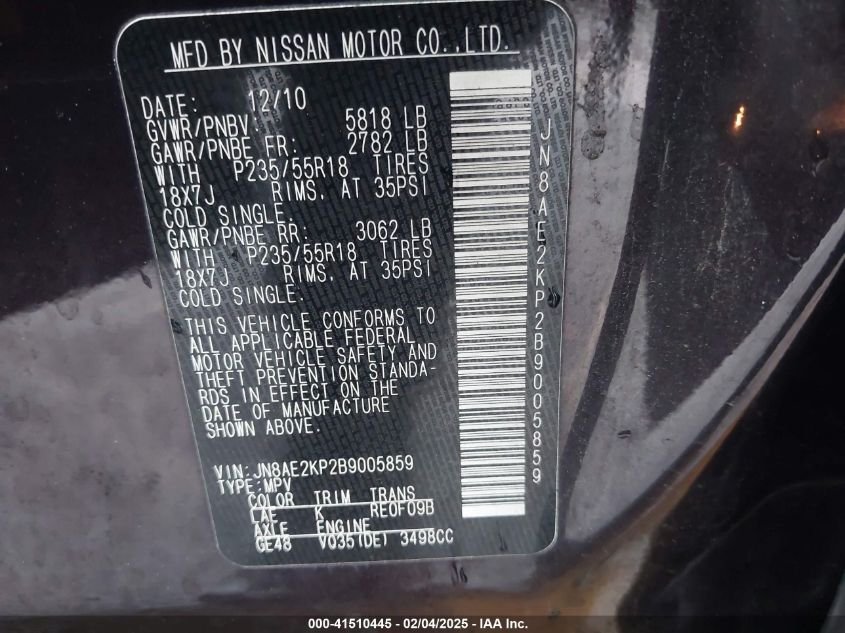 MFD BY NISSAN MOTOR CO.,LTD.
DATE: 12/10
GVWR/PNBV: 5818 LB
GAWR/PNBE FR: 2782 LB
WITH P235/55R18 TIRES
18X7J RIMS, AT 35PSI
COLD SINGLE.
GAWR/PNBE RR: 3062 LB
WITH P235/55R18 TIRES
18X7J RIMS, AT 35PSI
COLD SINGLE.
THIS VEHICLE CONFORMS TO
ALL APPLICABLE FEDERAL
MOTOR VEHICLE SAFETY AND
THEFT PREVENTION STANDA-
RDS IN EFFECT ON THE
DATE OF MANUFACTURE
SHOWN ABOVE.
VIN:JN8AE2KP2B9005859
TYPE:MPV
COLOR TRIM TRANS
LAE K RE0F09B
AXLE ENGINE
GE48 VQ35(DE) 3498CC
JN8AE2KP2B9005859
000-41510445 - 02/04/2025 - IAA Inc.